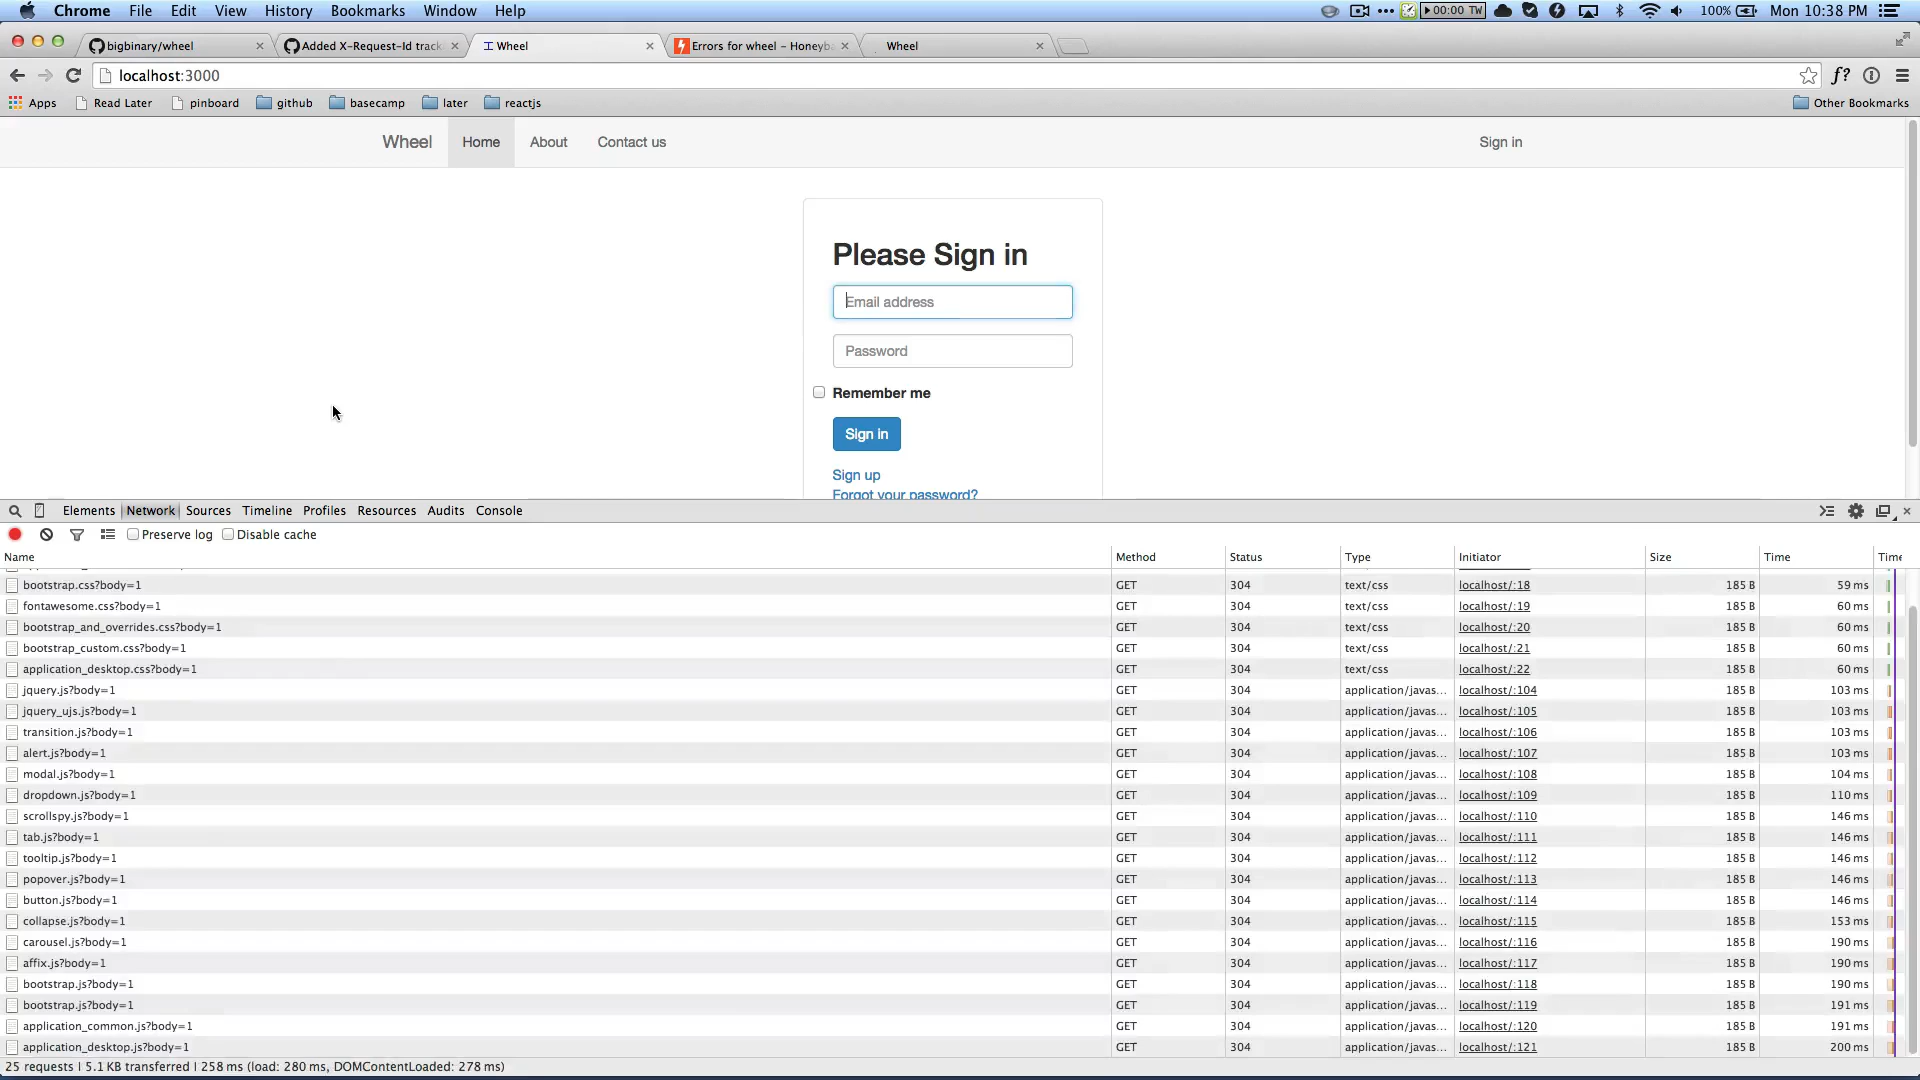 Chrome File Edit View History Bookmarks Window Help 00:00 TW 100% Mon 10:38 PM
bigbinary/wheel Added X-Request-Id track Wheel Errors for wheel – Honeyb Wheel
localhost:3000 f?
Apps Read Later pinboard github basecamp later reactjs Other Bookmarks
Wheel Home About Contact us Sign in
Please Sign in
Email address
Password
Remember me
Sign in
Sign up
Forgot your password?
Elements Network Sources Timeline Profiles Resources Audits Console
Preserve log Disable cache
Name Method Status Type Initiator Size Time Time
bootstrap.css?body=1 GET 304 text/css localhost/:18 185 B 59 ms
fontawesome.css?body=1 GET 304 text/css localhost/:19 185 B 60 ms
bootstrap_and_overrides.css?body=1 GET 304 text/css localhost/:20 185 B 60 ms
bootstrap_custom.css?body=1 GET 304 text/css localhost/:21 185 B 60 ms
application_desktop.css?body=1 GET 304 text/css localhost/:22 185 B 60 ms
jquery.js?body=1 GET 304 application/javas... localhost/:104 185 B 103 ms
jquery_ujs.js?body=1 GET 304 application/javas... localhost/:105 185 B 103 ms
transition.js?body=1 GET 304 application/javas... localhost/:106 185 B 103 ms
alert.js?body=1 GET 304 application/javas... localhost/:107 185 B 103 ms
modal.js?body=1 GET 304 application/javas... localhost/:108 185 B 104 ms
dropdown.js?body=1 GET 304 application/javas... localhost/:109 185 B 110 ms
scrollspy.js?body=1 GET 304 application/javas... localhost/:110 185 B 146 ms
tab.js?body=1 GET 304 application/javas... localhost/:111 185 B 146 ms
tooltip.js?body=1 GET 304 application/javas... localhost/:112 185 B 146 ms
popover.js?body=1 GET 304 application/javas... localhost/:113 185 B 146 ms
button.js?body=1 GET 304 application/javas... localhost/:114 185 B 146 ms
collapse.js?body=1 GET 304 application/javas... localhost/:115 185 B 153 ms
carousel.js?body=1 GET 304 application/javas... localhost/:116 185 B 190 ms
affix.js?body=1 GET 304 application/javas... localhost/:117 185 B 190 ms
bootstrap.js?body=1 GET 304 application/javas... localhost/:118 185 B 190 ms
bootstrap.js?body=1 GET 304 application/javas... localhost/:119 185 B 191 ms
application_common.js?body=1 GET 304 application/javas... localhost/:120 185 B 191 ms
application_desktop.js?body=1 GET 304 application/javas... localhost/:121 185 B 200 ms
25 requests | 5.1 KB transferred | 258 ms (load: 280 ms, DOMContentLoaded: 278 ms)